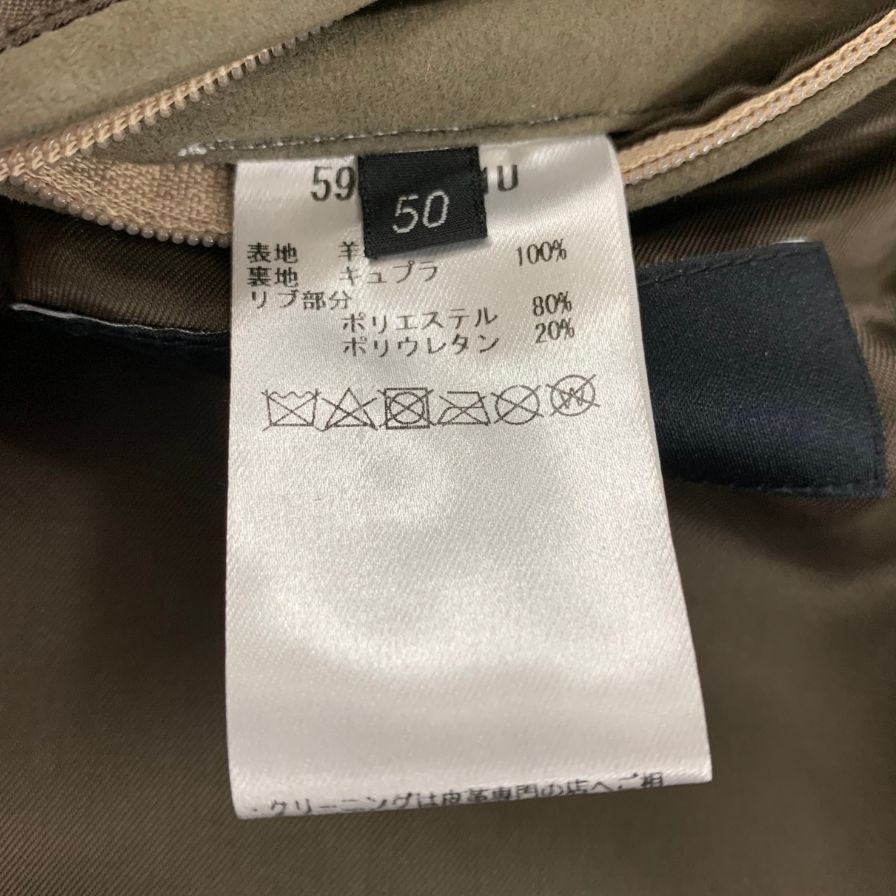 59 1U
50
表地 羊
裏地 キュプラ 100%
リブ部分
ポリエステル 80%
ポリウレタン 20%
W
・クリーニングは皮革専門の店へご相